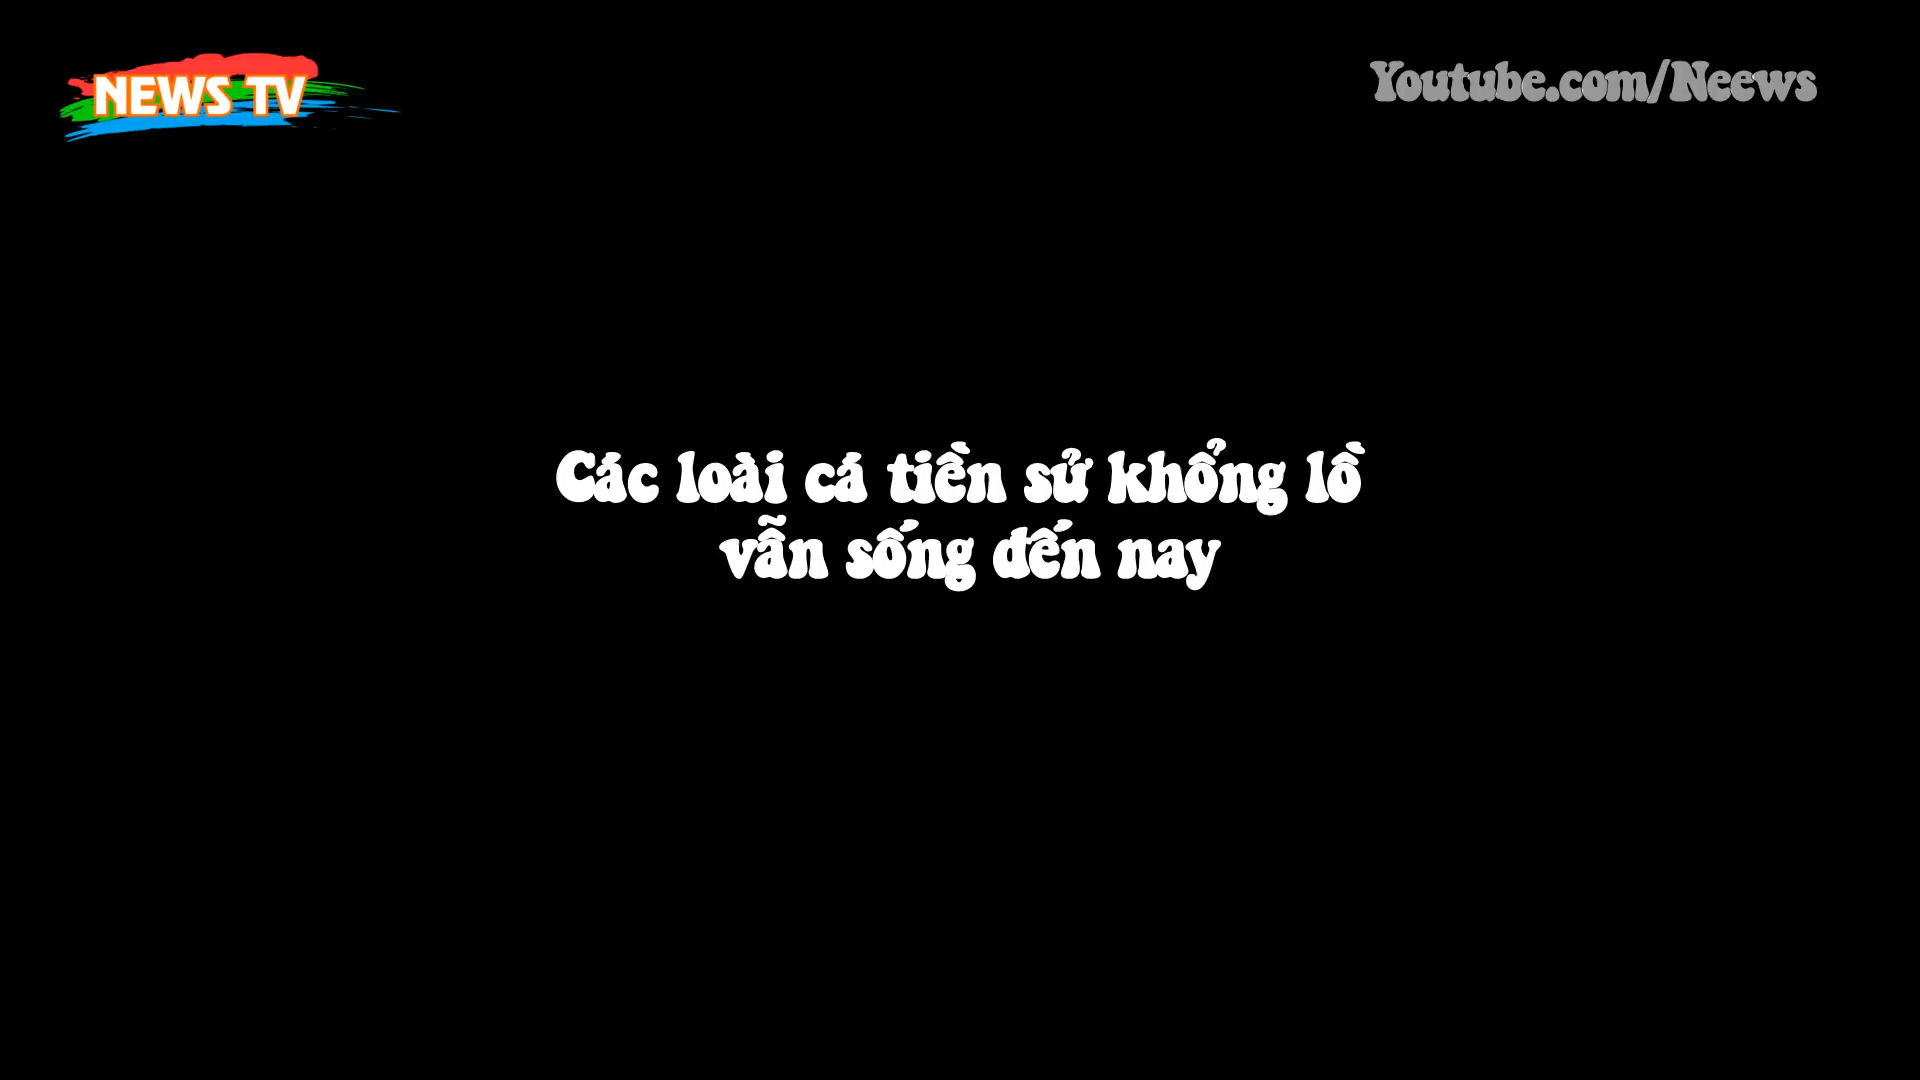 NEWS TV
Youtube.com/Neews
Các loài cá tiền sử khổng lồ
vẫn sống đến nay